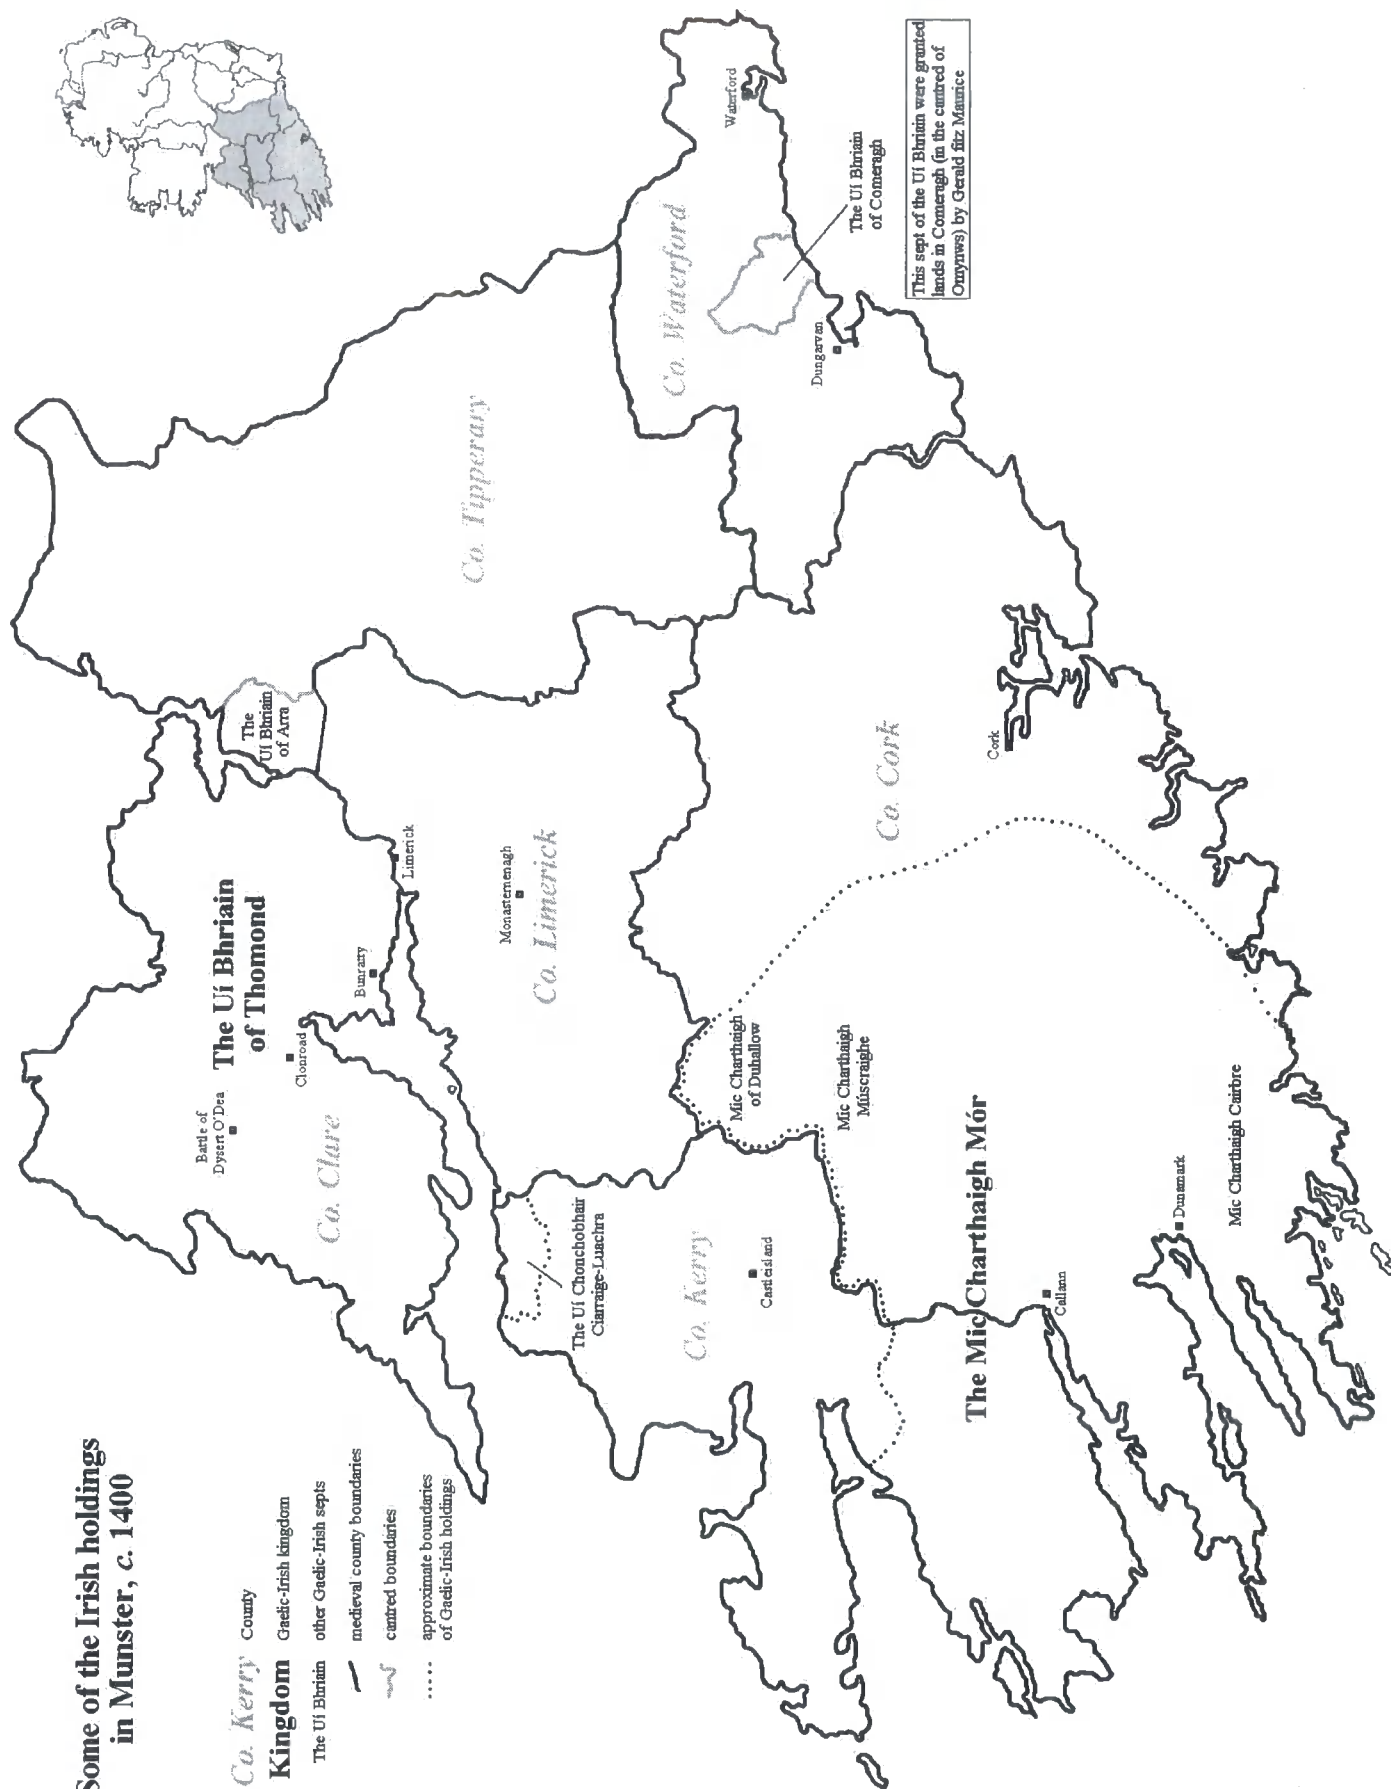 Some of the Irish holdings
in Munster, c. 1400
Co. Kerry County
Kingdom Gaelic-Irish kingdom
The Uí Bhriain other Gaelic-Irish septs
medieval county boundaries
cantred boundaries
approximate boundaries
of Gaelic-Irish holdings
Battle of
Dysert O'Dea
The Uí Bhriain
of Thomond
Clonroad
Co. Clare
Bunratty
Limerick
The
Uí Bhriain
of Arra
Co. Tipperary
Monasternenagh
Co. Limerick
The Uí Chonchobhair
Ciarraige-Luachra
Co. Kerry
Castleisland
Mic Charthaigh
of Duhallow
Mic Charthaigh
Múscraighe
Co. Cork
Cork
The Mic Charthaigh Mór
Callann
Dunamark
Mic Charthaigh Cairbre
Co. Waterford
Waterford
Dungarvan
The Uí Bhriain
of Comeragh
This sept of the Uí Bhriain were granted
lands in Comeragh (in the cantred of
Omynws) by Gerald fitz Maurice